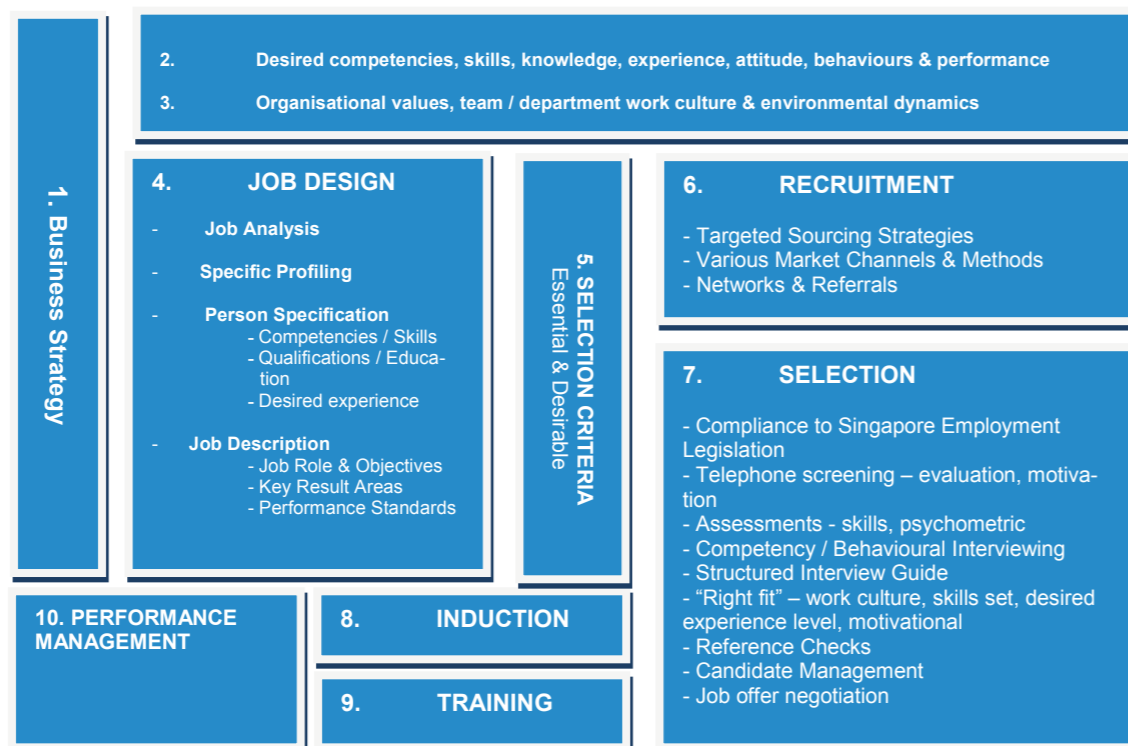 1. Business Strategy
2. Desired competencies, skills, knowledge, experience, attitude, behaviours & performance
3. Organisational values, team / department work culture & environmental dynamics
4. JOB DESIGN
- Job Analysis
- Specific Profiling
- Person Specification
- Competencies / Skills
- Qualifications / Educa-
tion
- Desired experience
- Job Description
- Job Role & Objectives
- Key Result Areas
- Performance Standards
5. SELECTION CRITERIA
Essential & Desirable
6. RECRUITMENT
- Targeted Sourcing Strategies
- Various Market Channels & Methods
- Networks & Referrals
7. SELECTION
- Compliance to Singapore Employment
Legislation
- Telephone screening – evaluation, motiva-
tion
- Assessments - skills, psychometric
- Competency / Behavioural Interviewing
- Structured Interview Guide
- “Right fit” – work culture, skills set, desired
experience level, motivational
- Reference Checks
- Candidate Management
- Job offer negotiation
8. INDUCTION
9. TRAINING
10. PERFORMANCE
MANAGEMENT